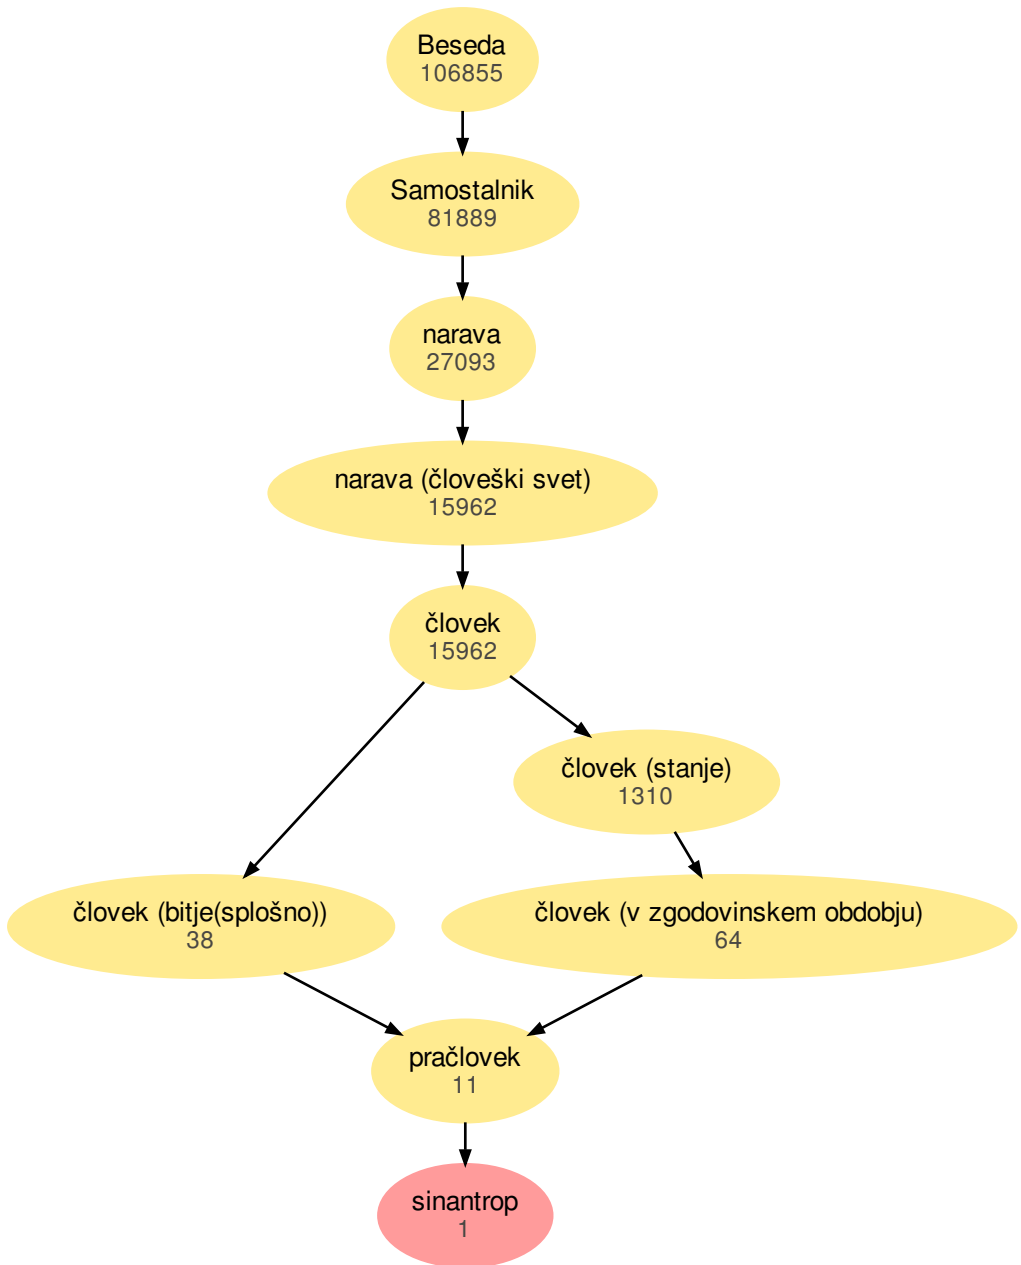 Beseda
106855
Samostalnik
81889
narava
27093
narava (človeški svet)
15962
človek
15962
človek (stanje)
1310
človek (bitje(splošno))
38
človek (v zgodovinskem obdobju)
64
pračlovek
11
sinantrop
1